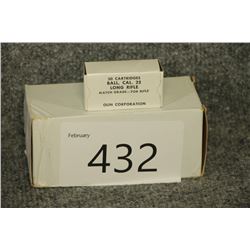 50 CARTRIDGES
BALL, CAL. 22
LONG RIFLE
MATCH GRADE - FOR RIFLE
OLIN CORPORATION
February
432